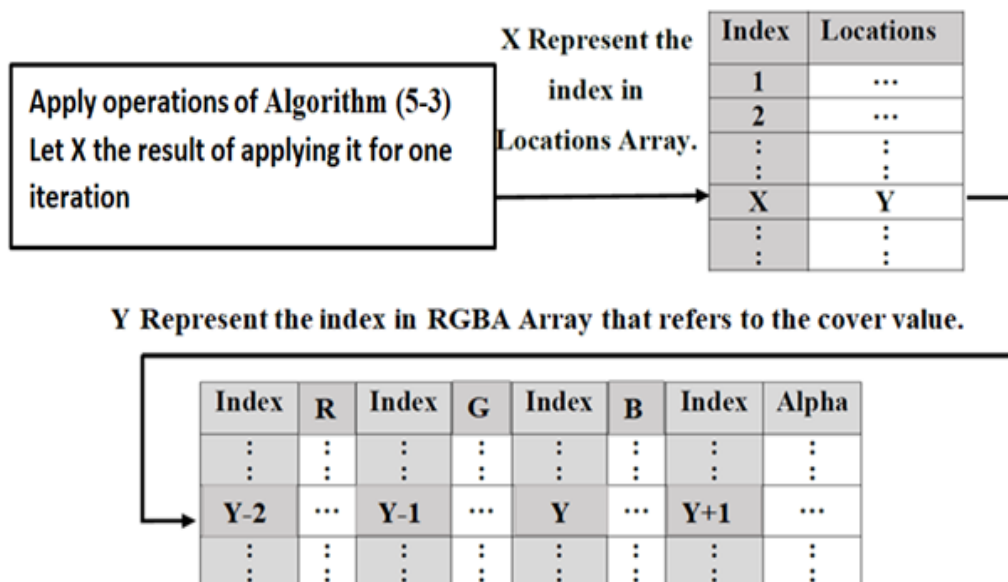 Apply operations of Algorithm (5-3)
Let X the result of applying it for one
iteration
X Represent the
index in
Locations Array.
Index Locations
1 ...
2 ...
⋮ ⋮
⋮ ⋮
X Y
⋮ ⋮
⋮ ⋮
Y Represent the index in RGBA Array that refers to the cover value.
Index R Index G Index B Index Alpha
⋮ ⋮ ⋮ ⋮ ⋮ ⋮ ⋮ ⋮
⋮ ⋮ ⋮ ⋮ ⋮ ⋮ ⋮ ⋮
Y-2 ... Y-1 ... Y ... Y+1 ...
⋮ ⋮ ⋮ ⋮ ⋮ ⋮ ⋮ ⋮
⋮ ⋮ ⋮ ⋮ ⋮ ⋮ ⋮ ⋮